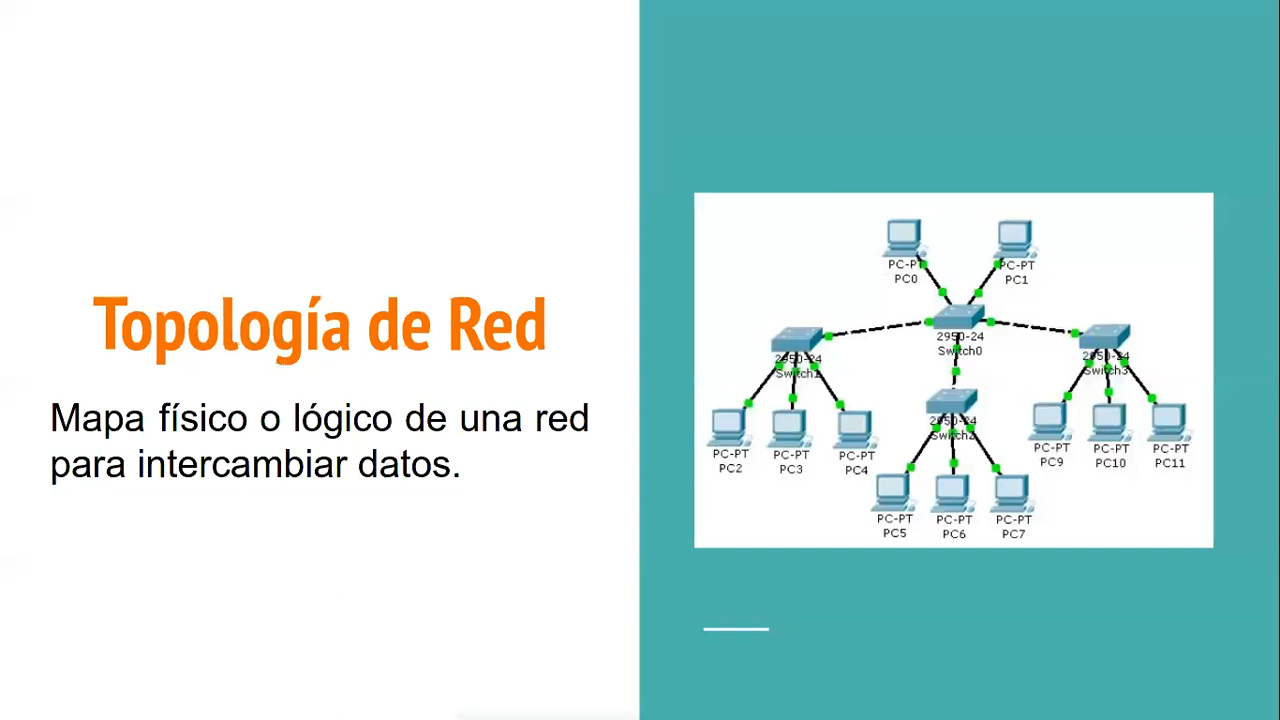 Topología de Red
Mapa físico o lógico de una red
para intercambiar datos.
PC-PT
PC0
PC-PT
PC1
2950-24
Switch0
2950-24
Switch1
2950-24
Switch3
2950-24
Switch2
PC-PT
PC2
PC-PT
PC3
PC-PT
PC4
PC-PT
PC9
PC-PT
PC10
PC-PT
PC11
PC-PT
PC5
PC-PT
PC6
PC-PT
PC7